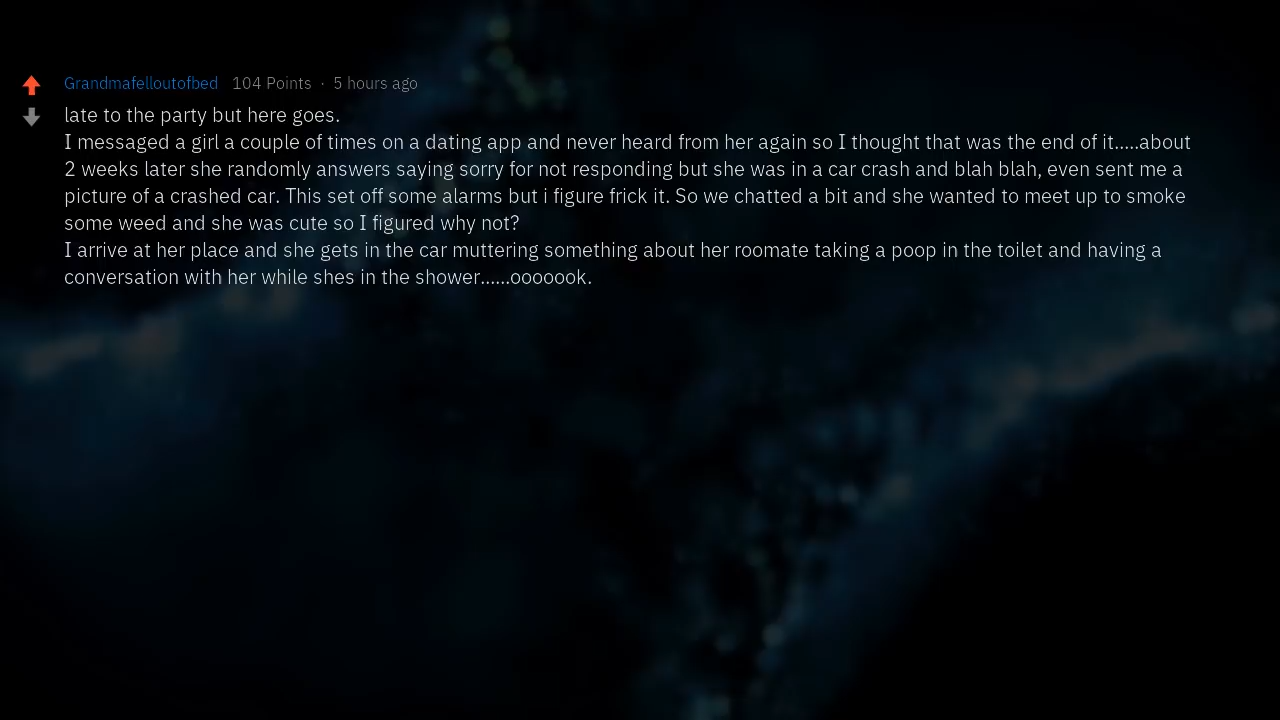 Grandmafelloutofbed 104 Points · 5 hours ago
late to the party but here goes.
I messaged a girl a couple of times on a dating app and never heard from her again so I thought that was the end of it.....about
2 weeks later she randomly answers saying sorry for not responding but she was in a car crash and blah blah, even sent me a
picture of a crashed car. This set off some alarms but i figure frick it. So we chatted a bit and she wanted to meet up to smoke
some weed and she was cute so I figured why not?
I arrive at her place and she gets in the car muttering something about her roomate taking a poop in the toilet and having a
conversation with her while shes in the shower......ooooook.